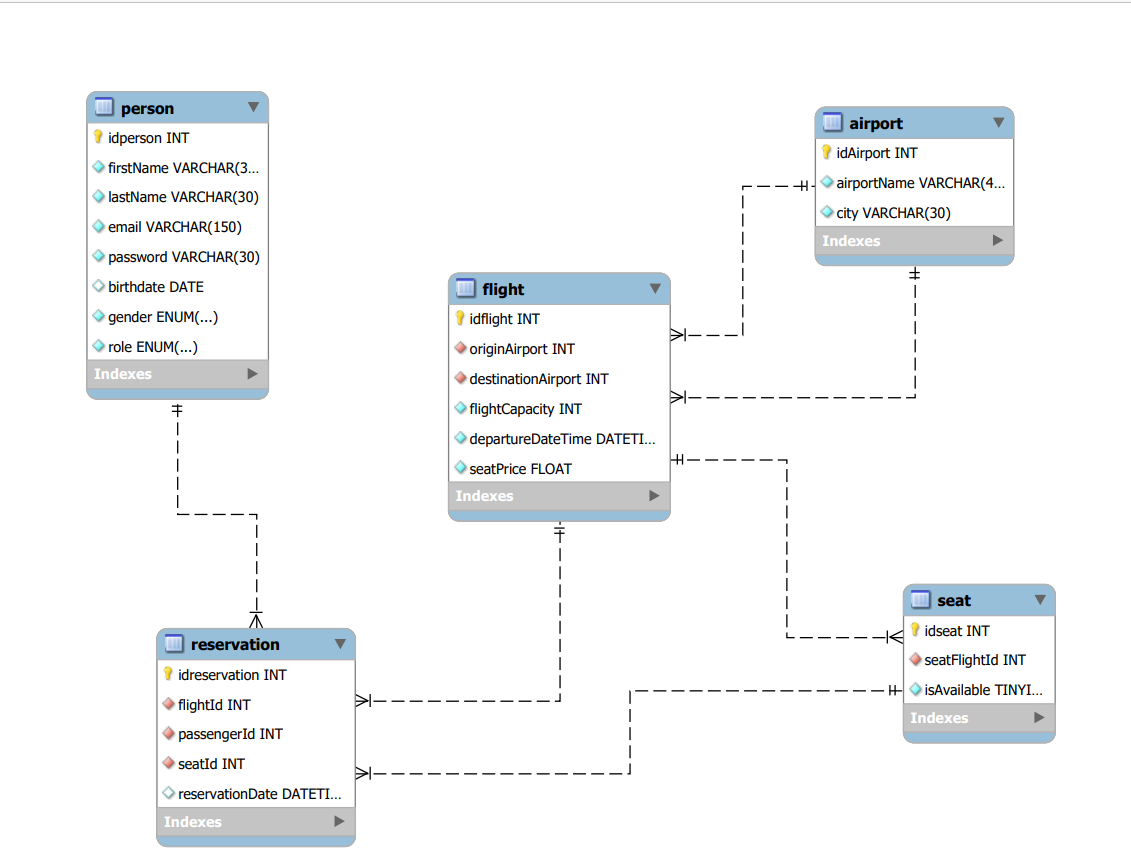 person
idperson INT
firstName VARCHAR(3...
lastName VARCHAR(30)
email VARCHAR(150)
password VARCHAR(30)
birthdate DATE
gender ENUM(...)
role ENUM(...)
Indexes
airport
idAirport INT
airportName VARCHAR(4...
city VARCHAR(30)
Indexes
flight
idflight INT
originAirport INT
destinationAirport INT
flightCapacity INT
departureDateTime DATETI...
seatPrice FLOAT
Indexes
reservation
idreservation INT
flightId INT
passengerId INT
seatId INT
reservationDate DATETI...
Indexes
seat
idseat INT
seatFlightId INT
isAvailable TINYI...
Indexes